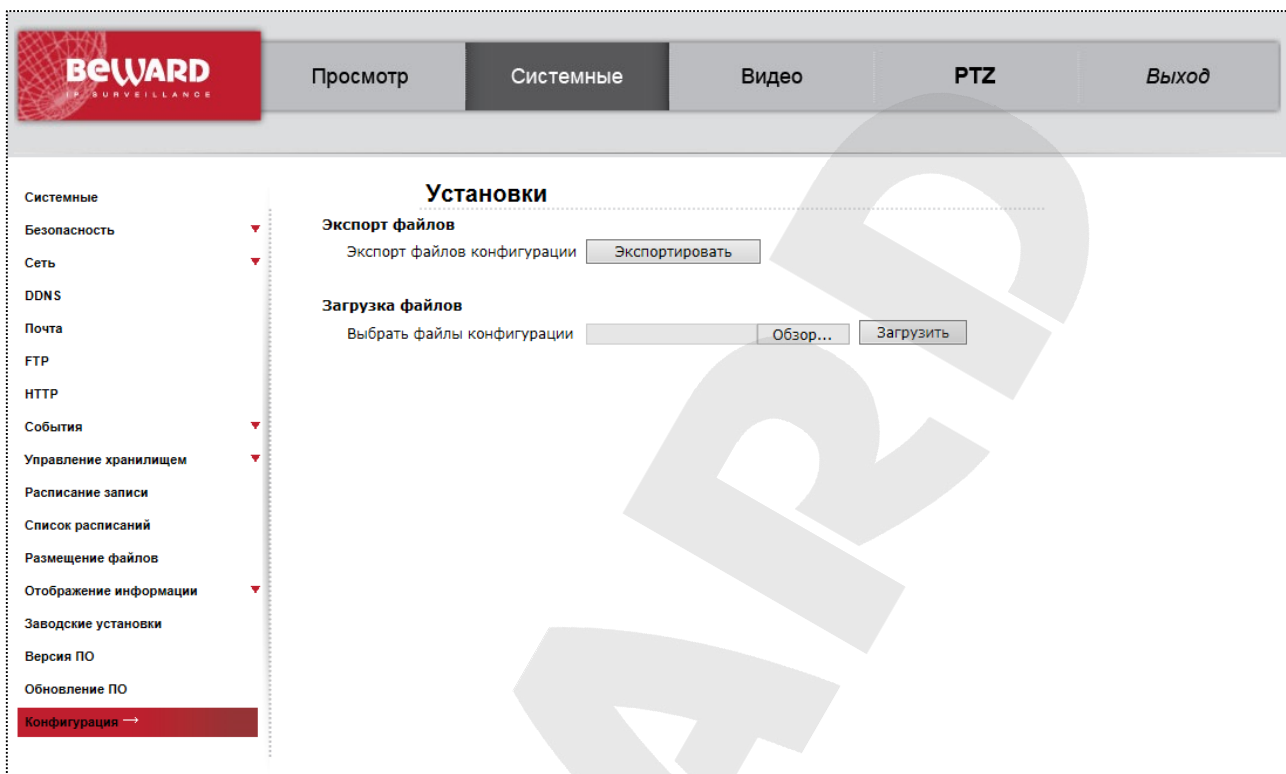 BEWARD
IP SURVEILLANCE
Просмотр
Системные
Видео
PTZ
Выход
Системные
Безопасность
Сеть
DDNS
Почта
FTP
HTTP
События
Управление хранилищем
Расписание записи
Список расписаний
Размещение файлов
Отображение информации
Заводские установки
Версия ПО
Обновление ПО
Конфигурация →
Установки
Экспорт файлов
Экспорт файлов конфигурации Экспортировать
Загрузка файлов
Выбрать файлы конфигурации Обзор... Загрузить
ARD